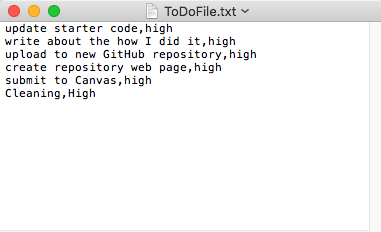 ToDoFile.txt
update starter code,high
write about the how I did it,high
upload to new GitHub repository,high
create repository web page,high
submit to Canvas,high
Cleaning,High